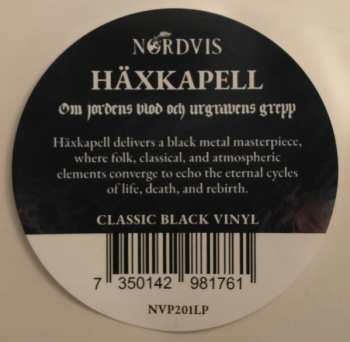 NORDVIS
HÄXKAPELL
Om jordens blod och urgravens grepp
Häxkapell delivers a black metal masterpiece,
where folk, classical, and atmospheric
elements converge to echo the eternal cycles
of life, death, and rebirth.
CLASSIC BLACK VINYL
7 350142 981761
NVP201LP